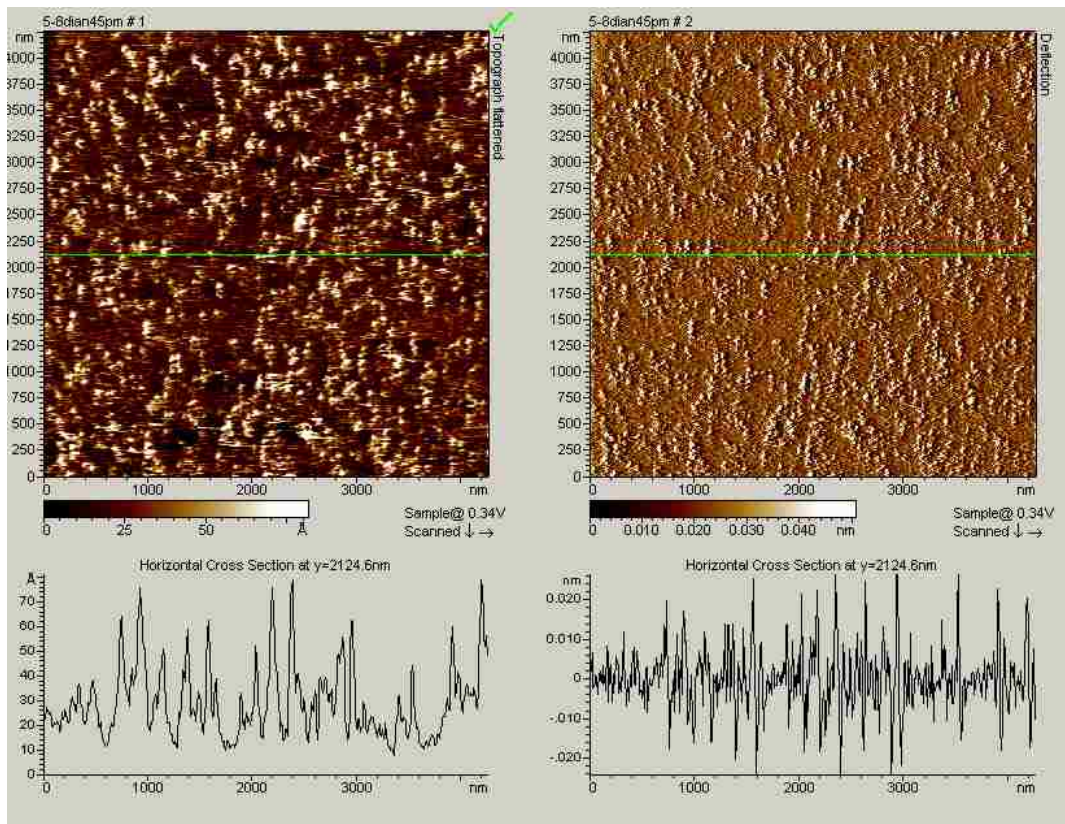 5-8dian45pm # 1
nm
4000
3750
3500
3250
3000
2750
2500
2250
2000
1750
1500
1250
1000
750
500
250
0
0 1000 2000 3000 nm
Topograph flattened
0 25 50 Å
Sample@ 0.34V
Scanned ↓ →
Horizontal Cross Section at y=2124.6nm
Å
70
60
50
40
30
20
10
0
0 1000 2000 3000 nm
5-8dian45pm # 2
nm
4000
3750
3500
3250
3000
2750
2500
2250
2000
1750
1500
1250
1000
750
500
250
0
0 1000 2000 3000 nm
Deflection
0 0.010 0.020 0.030 0.040 nm
Sample@ 0.34V
Scanned ↓ →
Horizontal Cross Section at y=2124.6nm
nm
0.020
0.010
0
-.010
-.020
1000 2000 3000 nm